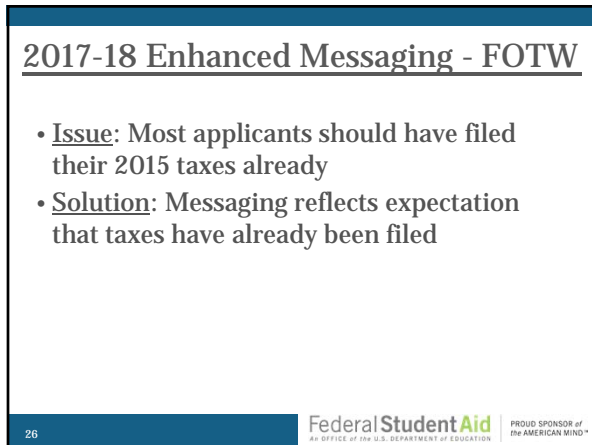 2017-18 Enhanced Messaging - FOTW
• Issue: Most applicants should have filed
their 2015 taxes already
• Solution: Messaging reflects expectation
that taxes have already been filed
26
Federal Student Aid
An OFFICE of the U.S. DEPARTMENT of EDUCATION
PROUD SPONSOR of
the AMERICAN MIND™